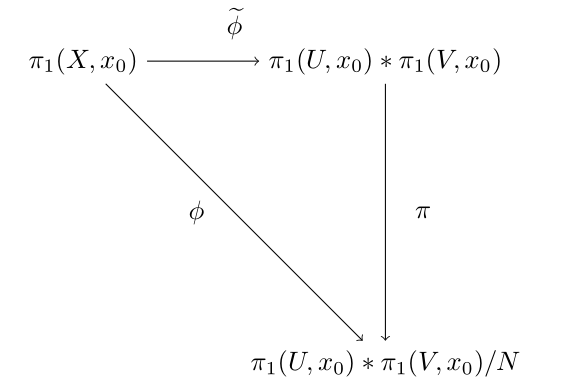 ϕ̃
π₁(X, x₀) π₁(U, x₀) ∗ π₁(V, x₀)
ϕ π
π₁(U, x₀) ∗ π₁(V, x₀)/N